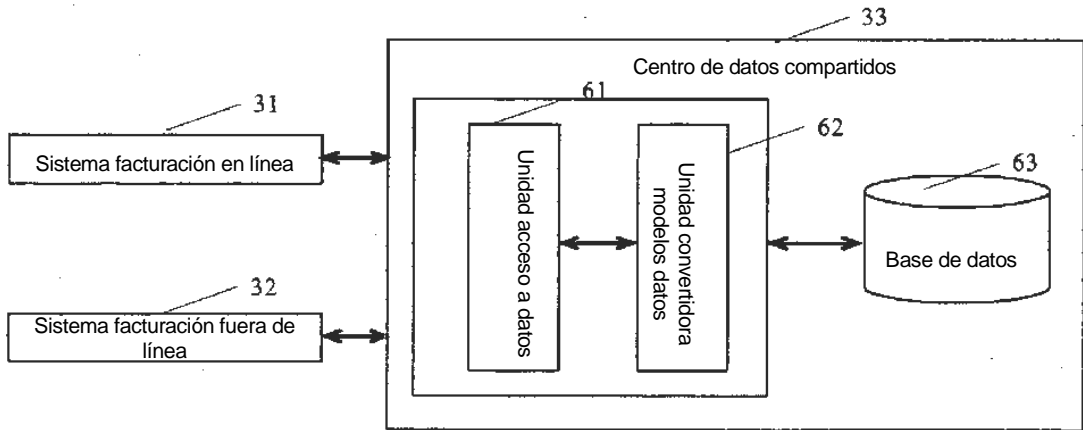 33
Centro de datos compartidos
31
Sistema facturación en línea
61
Unidad acceso a datos
62
Unidad convertidora
modelos datos
63
Base de datos
32
Sistema facturación fuera de
línea